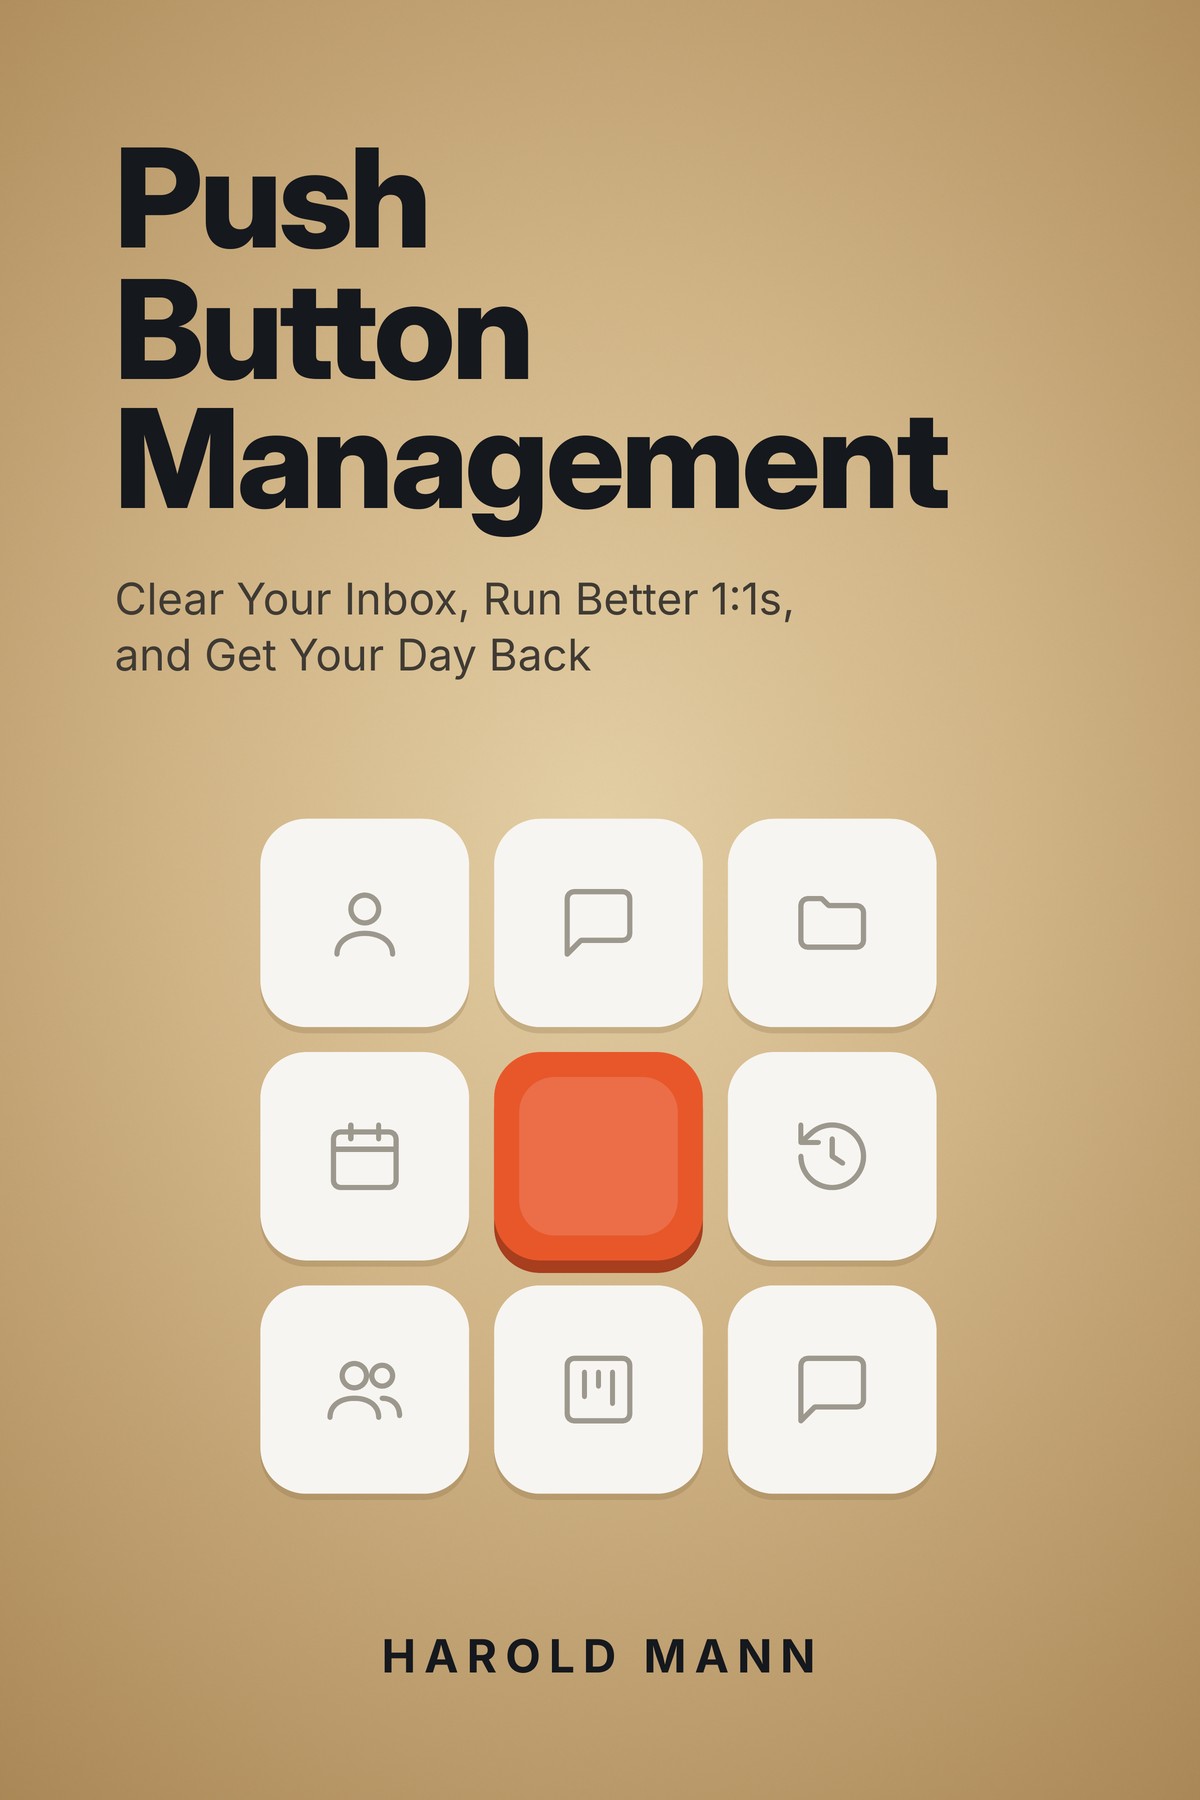 Push
Button
Management
Clear Your Inbox, Run Better 1:1s,
and Get Your Day Back
HAROLD MANN